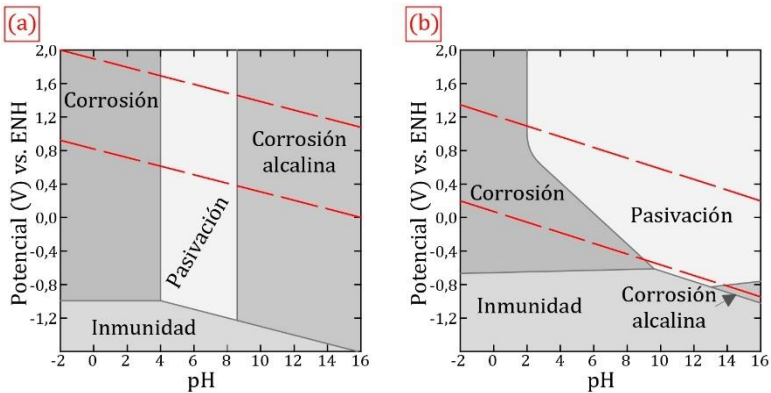 (a)
2,0
1,6
1,2
0,8
0,4
0,0
-0,8
-0,8
-1,2
-2 0 2 4 6 8 10 12 14 16
pH
Potencial (V) vs. ENH
Corrosión
Corrosión
alcalina
Pasivación
Inmunidad
(b)
2,0
1,6
1,2
0,8
0,4
0,0
-0,8
-0,8
-1,2
-2 0 2 4 6 8 10 12 14 16
pH
Potencial (V) vs. ENH
Corrosión
Pasivación
Corrosión
alcalina
Inmunidad